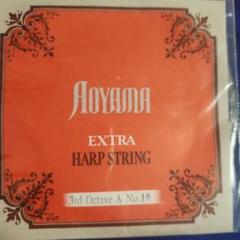 AOYAMA
EXTRA
HARP STRING
3rd Octave A No.19